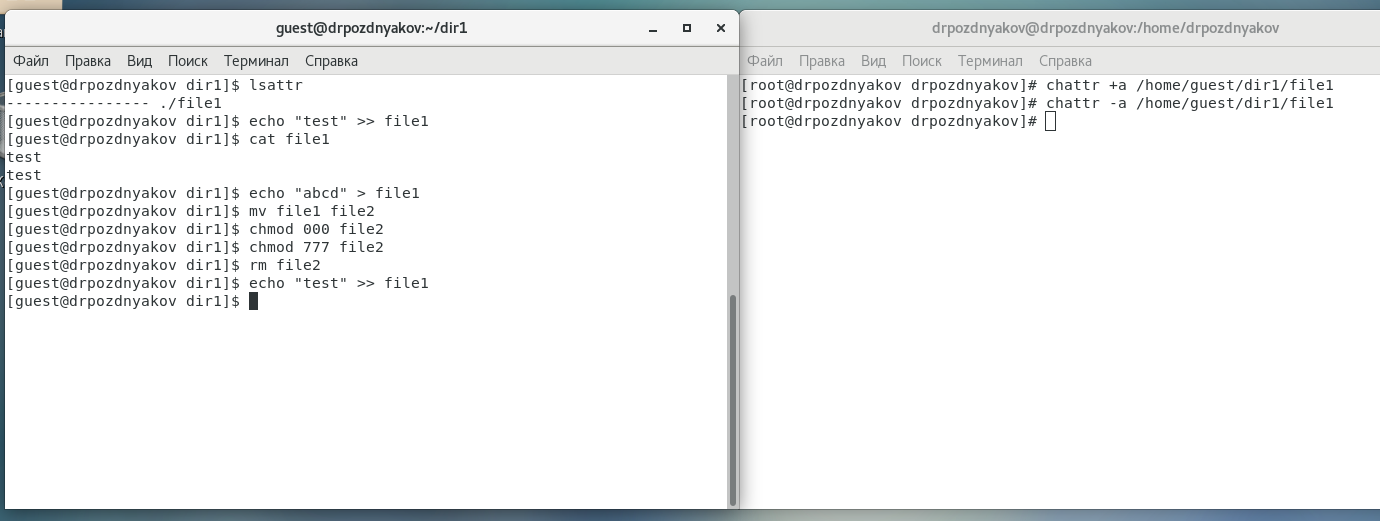 guest@drpozdnyakov:~/dir1
Файл Правка Вид Поиск Терминал Справка
[guest@drpozdnyakov dir1]$ lsattr
---------------- ./file1
[guest@drpozdnyakov dir1]$ echo "test" >> file1
[guest@drpozdnyakov dir1]$ cat file1
test
test
[guest@drpozdnyakov dir1]$ echo "abcd" > file1
[guest@drpozdnyakov dir1]$ mv file1 file2
[guest@drpozdnyakov dir1]$ chmod 000 file2
[guest@drpozdnyakov dir1]$ chmod 777 file2
[guest@drpozdnyakov dir1]$ rm file2
[guest@drpozdnyakov dir1]$ echo "test" >> file1
[guest@drpozdnyakov dir1]$
drpozdnyakov@drpozdnyakov:/home/drpozdnyakov
Файл Правка Вид Поиск Терминал Справка
[root@drpozdnyakov drpozdnyakov]# chattr +a /home/guest/dir1/file1
[root@drpozdnyakov drpozdnyakov]# chattr -a /home/guest/dir1/file1
[root@drpozdnyakov drpozdnyakov]#